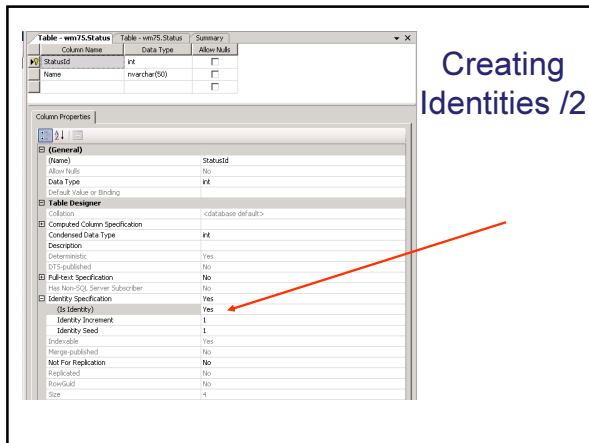 Table - wm75.Status Table - wm75.Status Summary
Column Name Data Type Allow Nulls
StatusId int
Name nvarchar(50)
Creating
Identities /2
Column Properties
(General)
(Name) StatusId
Allow Nulls No
Data Type int
Default Value or Binding
Table Designer
Collation <database default>
Computed Column Specification
Condensed Data Type int
Description
Deterministic Yes
DTS-published No
Full-text Specification No
Has Non-SQL Server Subscriber No
Identity Specification Yes
(Is Identity) Yes
Identity Increment 1
Identity Seed 1
Indexable Yes
Merge-published No
Not For Replication No
Replicated No
RowGuid No
Size 4